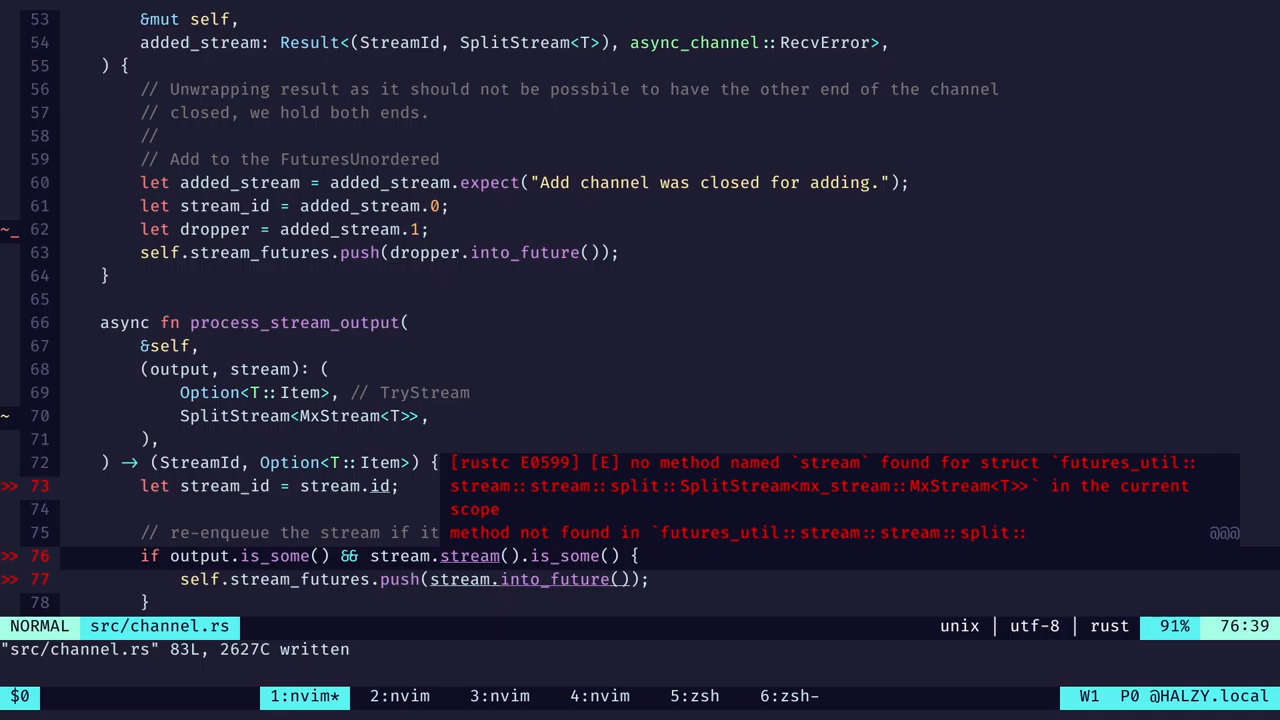 53 &mut self,
54 added_stream: Result<(StreamId, SplitStream<T>), async_channel::RecvError>,
55 ) {
56 // Unwrapping result as it should not be possbile to have the other end of the channel
57 // closed, we hold both ends.
58 //
59 // Add to the FuturesUnordered
60 let added_stream = added_stream.expect("Add channel was closed for adding.");
61 let stream_id = added_stream.0;
~_ 62 let dropper = added_stream.1;
63 self.stream_futures.push(dropper.into_future());
64 }
65
66 async fn process_stream_output(
67 &self,
68 (output, stream): (
69 Option<T::Item>, // TryStream
~ 70 SplitStream<MxStream<T>>,
71 ),
72 ) -> (StreamId, Option<T::Item>) { [rustc E0599] [E] no method named `stream` found for struct `futures_util::
>> 73 let stream_id = stream.id; stream::stream::split::SplitStream<mx_stream::MxStream<T>>` in the current
74 scope
75 // re-enqueue the stream if it method not found in `futures_util::stream::stream::split:: @@@
>> 76 if output.is_some() && stream.stream().is_some() {
>> 77 self.stream_futures.push(stream.into_future());
78 }
NORMAL src/channel.rs unix | utf-8 | rust 91% 76:39
"src/channel.rs" 83L, 2627C written
$0 1:nvim* 2:nvim 3:nvim 4:nvim 5:zsh 6:zsh- W1 P0 @HALZY.local